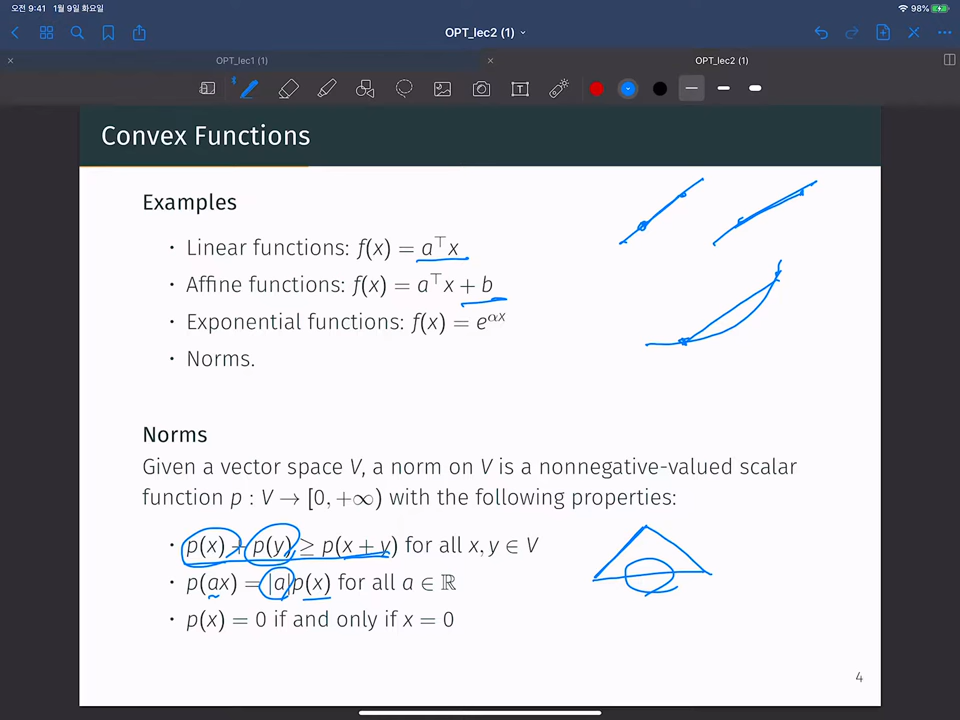 오전 9:41 1월 9일 화요일 98%
OPT_lec2 (1)
OPT_lec1 (1) OPT_lec2 (1)
Convex Functions
Examples
· Linear functions: f(x) = a⊤x
· Affine functions: f(x) = a⊤x + b
· Exponential functions: f(x) = e^{αx}
· Norms.
Norms
Given a vector space V, a norm on V is a nonnegative-valued scalar
function p : V → [0, +∞) with the following properties:
· p(x) + p(y) ≥ p(x + y) for all x, y ∈ V
· p(ax) = |a|p(x) for all a ∈ ℝ
· p(x) = 0 if and only if x = 0
4